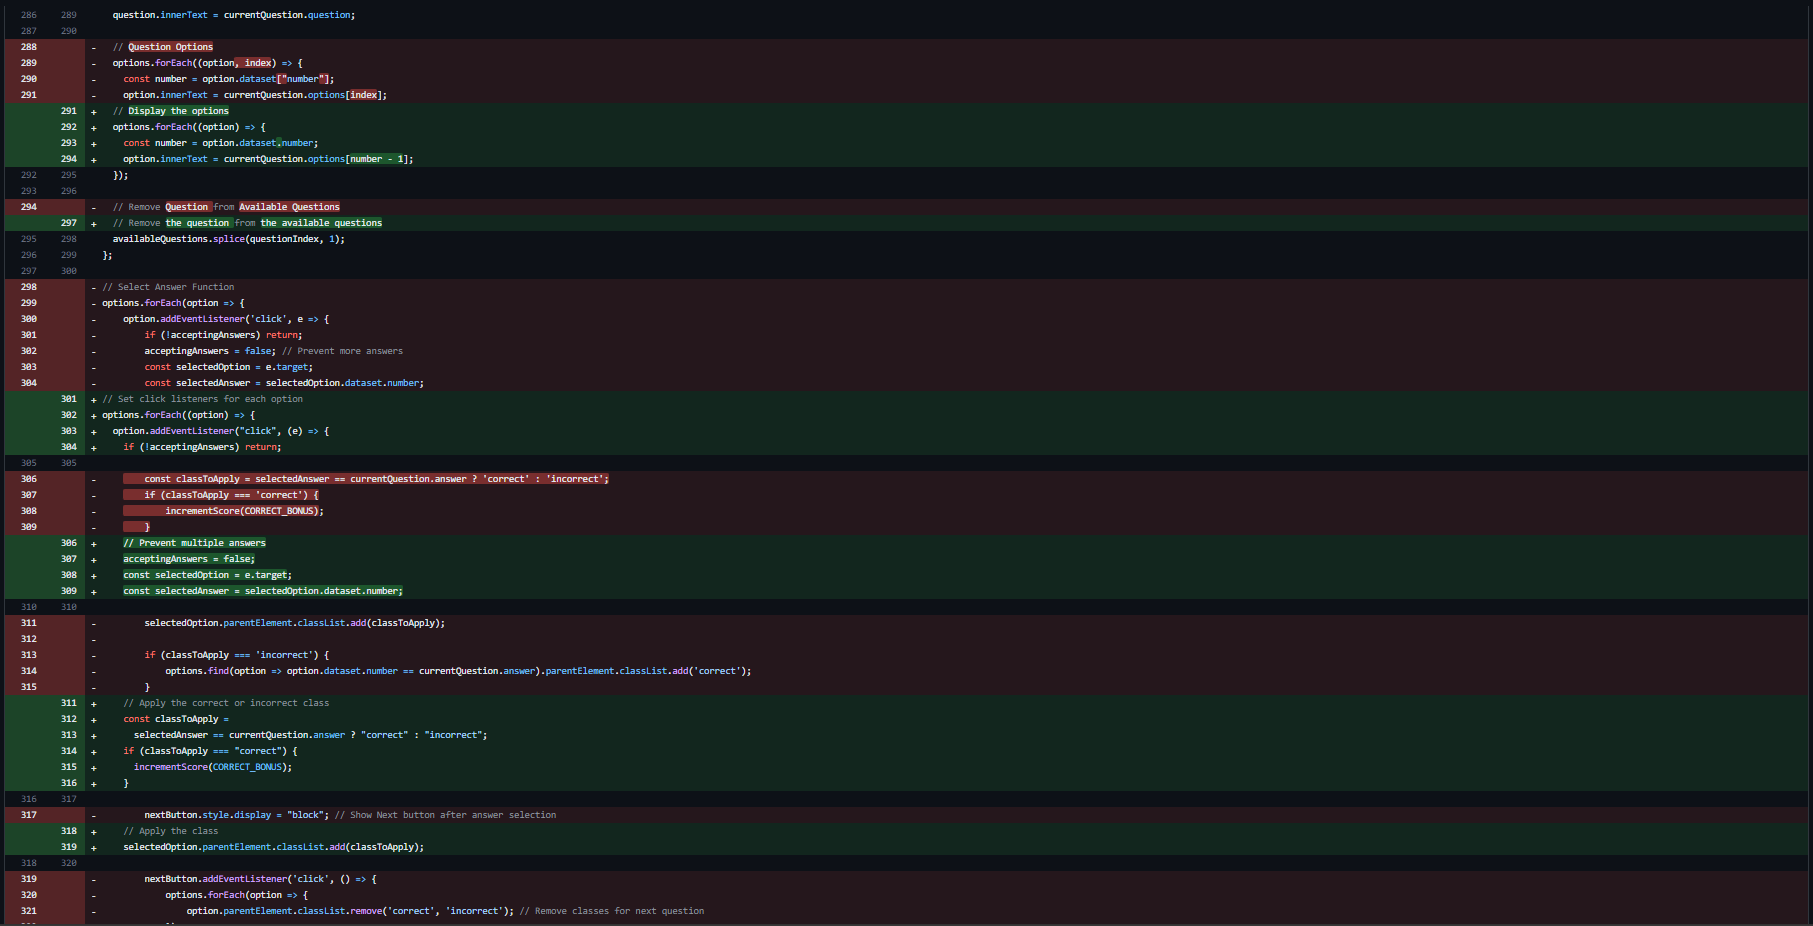 286 289 question.innerText = currentQuestion.question;
287 290
288 - // Question Options
289 - options.forEach((option, index) => {
290 - const number = option.dataset["number"];
291 - option.innerText = currentQuestion.options[index];
291 + // Display the options
292 + options.forEach((option) => {
293 + const number = option.dataset.number;
294 + option.innerText = currentQuestion.options[number - 1];
292 295 });
293 296
294 - // Remove Question from Available Questions
297 + // Remove the question from the available questions
295 298 availableQuestions.splice(questionIndex, 1);
296 299 };
297 300
298 - // Select Answer Function
299 - options.forEach(option => {
300 - option.addEventListener('click', e => {
301 - if (!acceptingAnswers) return;
302 - acceptingAnswers = false; // Prevent more answers
303 - const selectedOption = e.target;
304 - const selectedAnswer = selectedOption.dataset.number;
301 + // Set click listeners for each option
302 + options.forEach((option) => {
303 + option.addEventListener("click", (e) => {
304 + if (!acceptingAnswers) return;
305 305
306 - const classToApply = selectedAnswer == currentQuestion.answer ? 'correct' : 'incorrect';
307 - if (classToApply === 'correct') {
308 - incrementScore(CORRECT_BONUS);
309 - }
306 + // Prevent multiple answers
307 + acceptingAnswers = false;
308 + const selectedOption = e.target;
309 + const selectedAnswer = selectedOption.dataset.number;
310 310
311 - selectedOption.parentElement.classList.add(classToApply);
312 -
313 - if (classToApply === 'incorrect') {
314 - options.find(option => option.dataset.number == currentQuestion.answer).parentElement.classList.add('correct');
315 - }
311 + // Apply the correct or incorrect class
312 + const classToApply =
313 + selectedAnswer == currentQuestion.answer ? "correct" : "incorrect";
314 + if (classToApply === "correct") {
315 + incrementScore(CORRECT_BONUS);
316 + }
316 317
317 - nextButton.style.display = "block"; // Show Next button after answer selection
318 + // Apply the class
319 + selectedOption.parentElement.classList.add(classToApply);
318 320
319 - nextButton.addEventListener('click', () => {
320 - options.forEach(option => {
321 - option.parentElement.classList.remove('correct', 'incorrect'); // Remove classes for next question